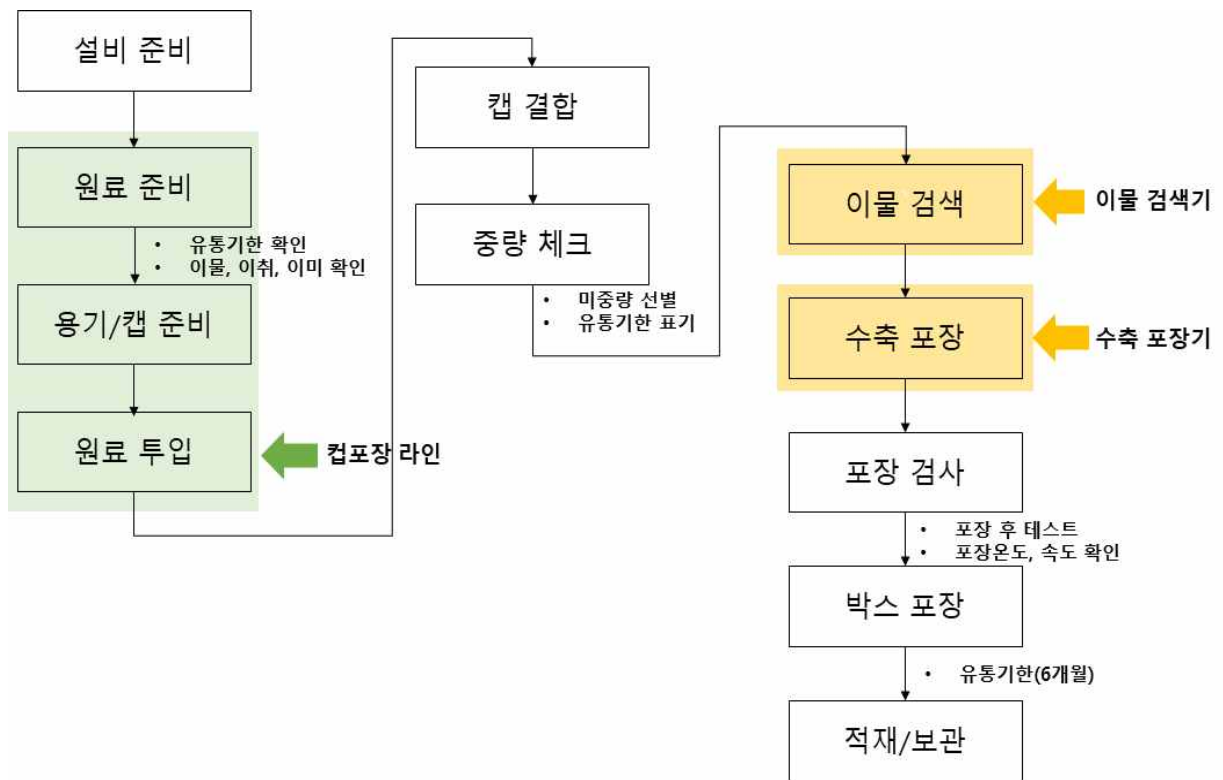 설비 준비
원료 준비
• 유통기한 확인
• 이물, 이취, 이미 확인
용기/캡 준비
원료 투입
컵포장 라인
캡 결합
중량 체크
• 미중량 선별
• 유통기한 표기
이물 검색
이물 검색기
수축 포장
수축 포장기
포장 검사
• 포장 후 테스트
• 포장온도, 속도 확인
박스 포장
• 유통기한(6개월)
적재/보관